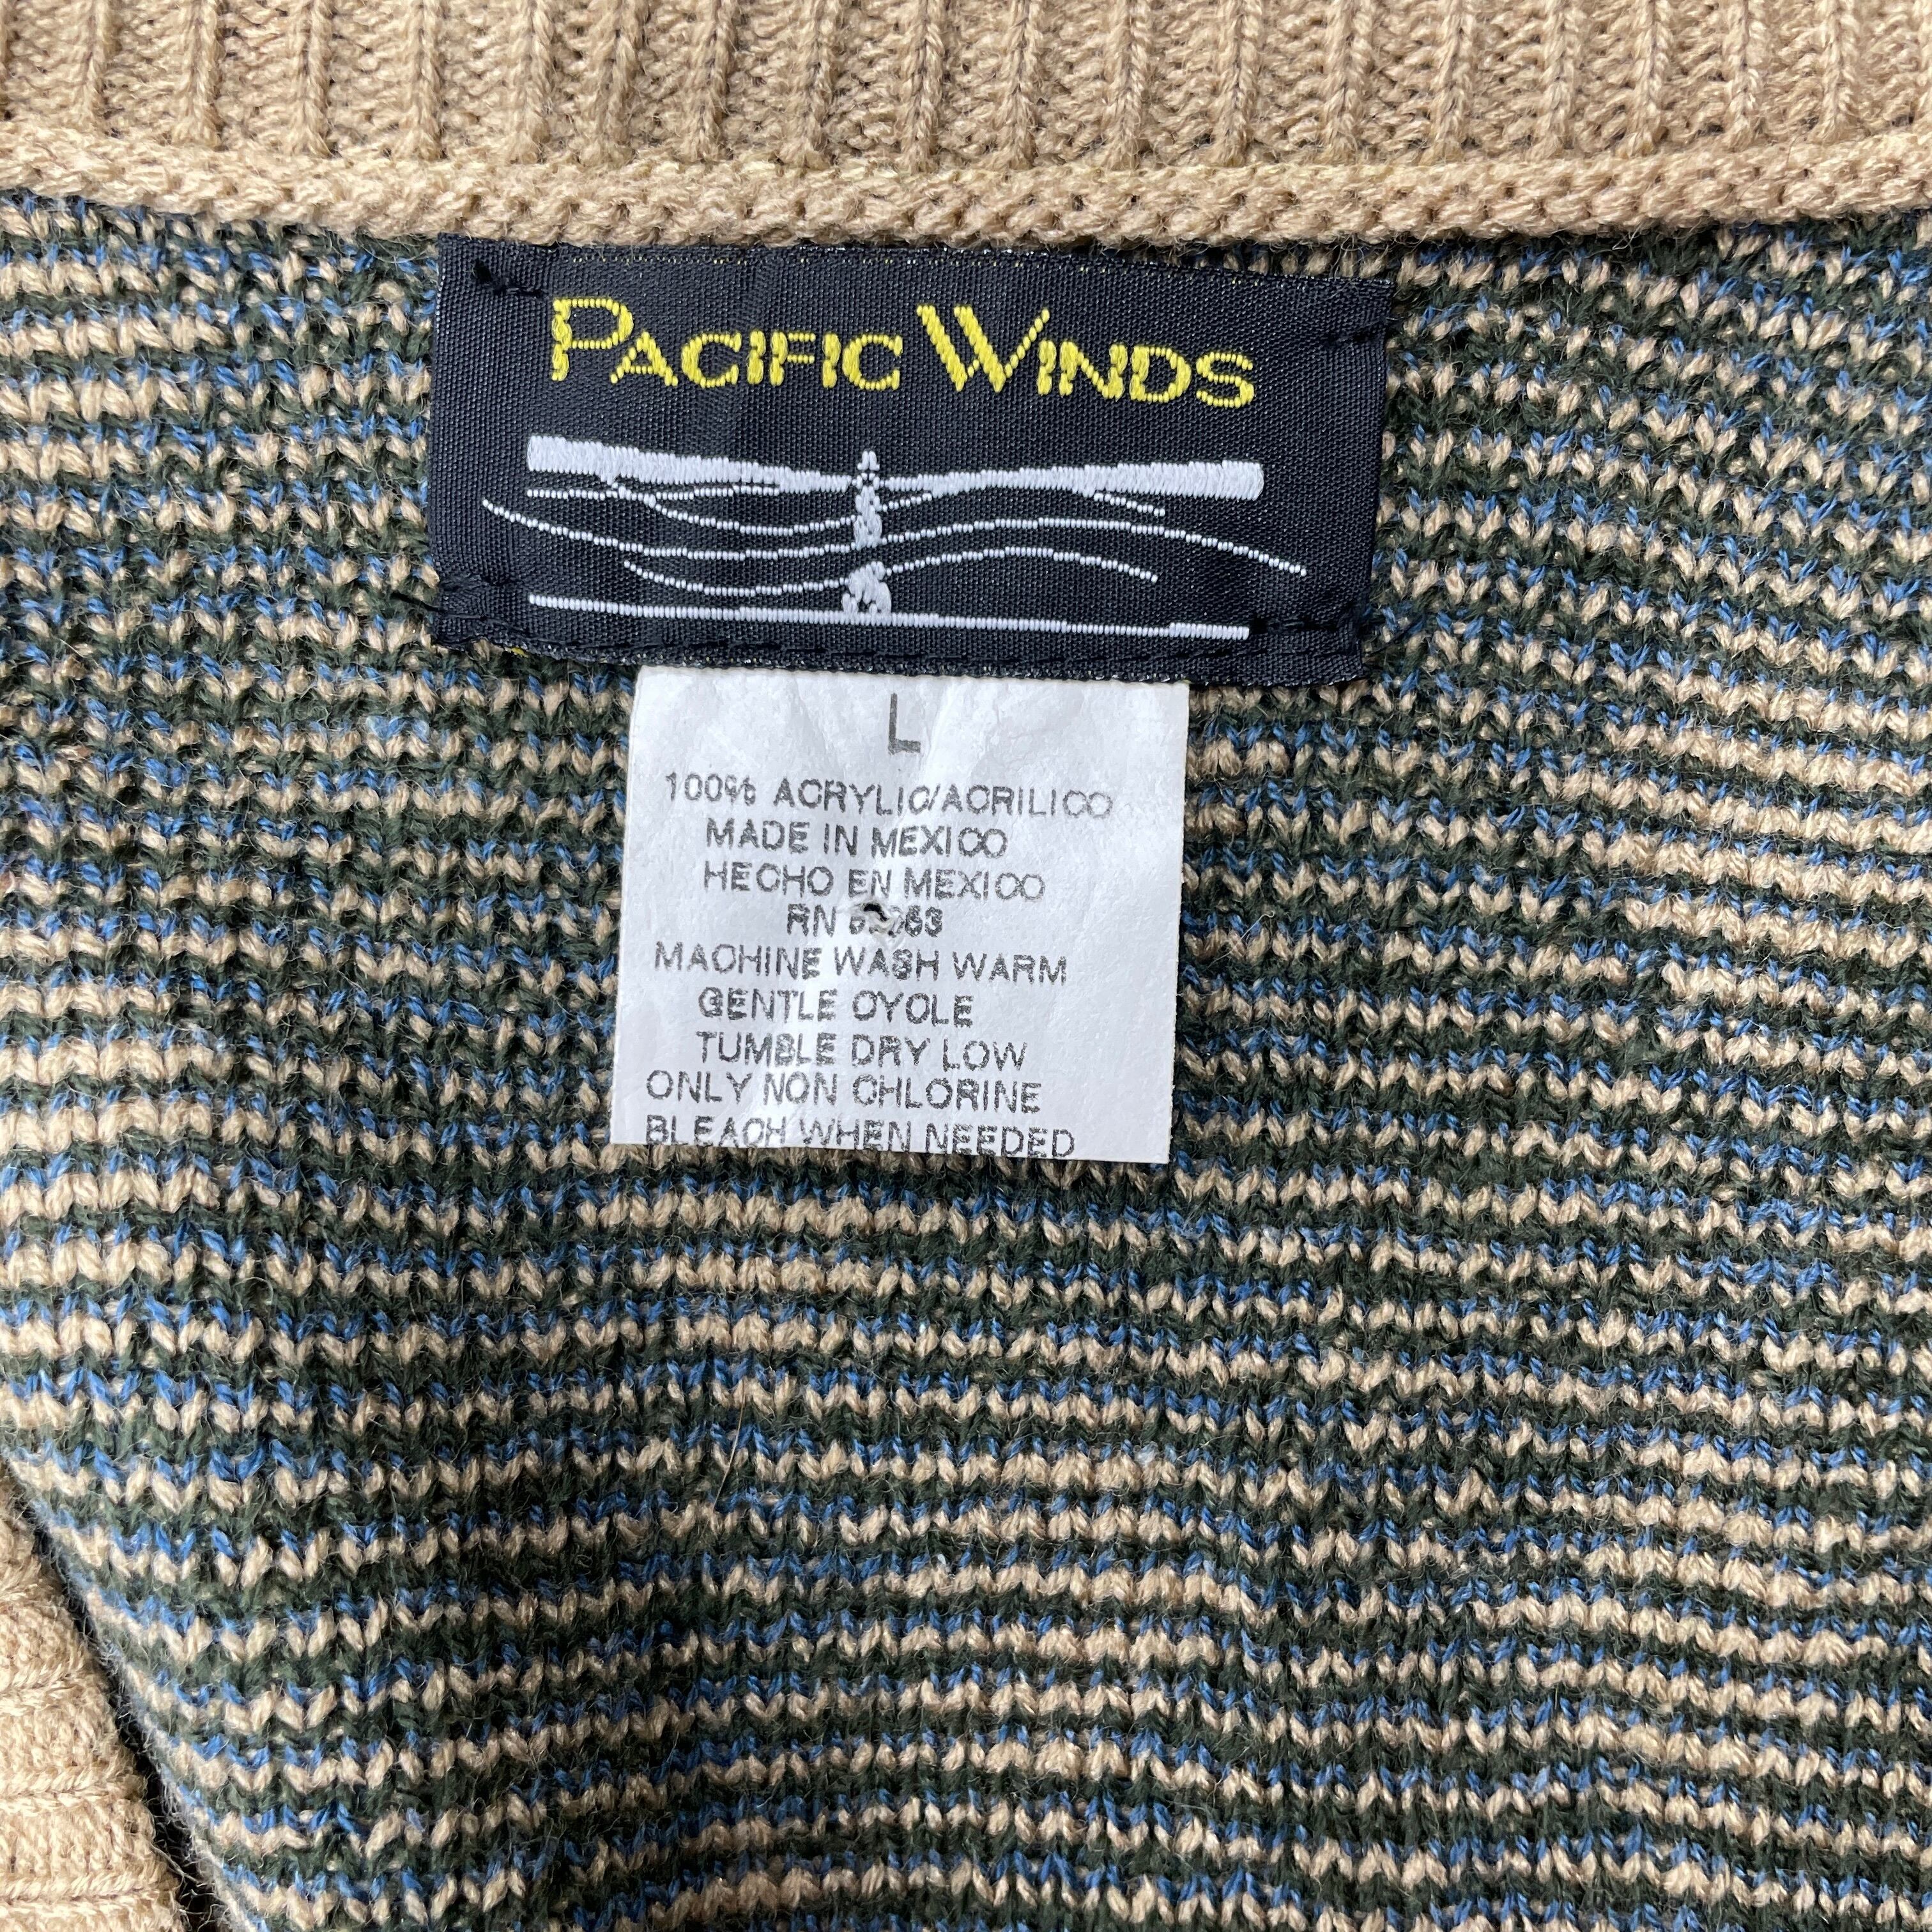 PACIFIC WINDS
L
100% ACRYLIC/ACRILICO
MADE IN MEXICO
HECHO EN MEXICO
RN
MACHINE WASH WARM
GENTLE CYCLE
TUMBLE DRY LOW
ONLY NON CHLORINE
BLEACH WHEN NEEDED